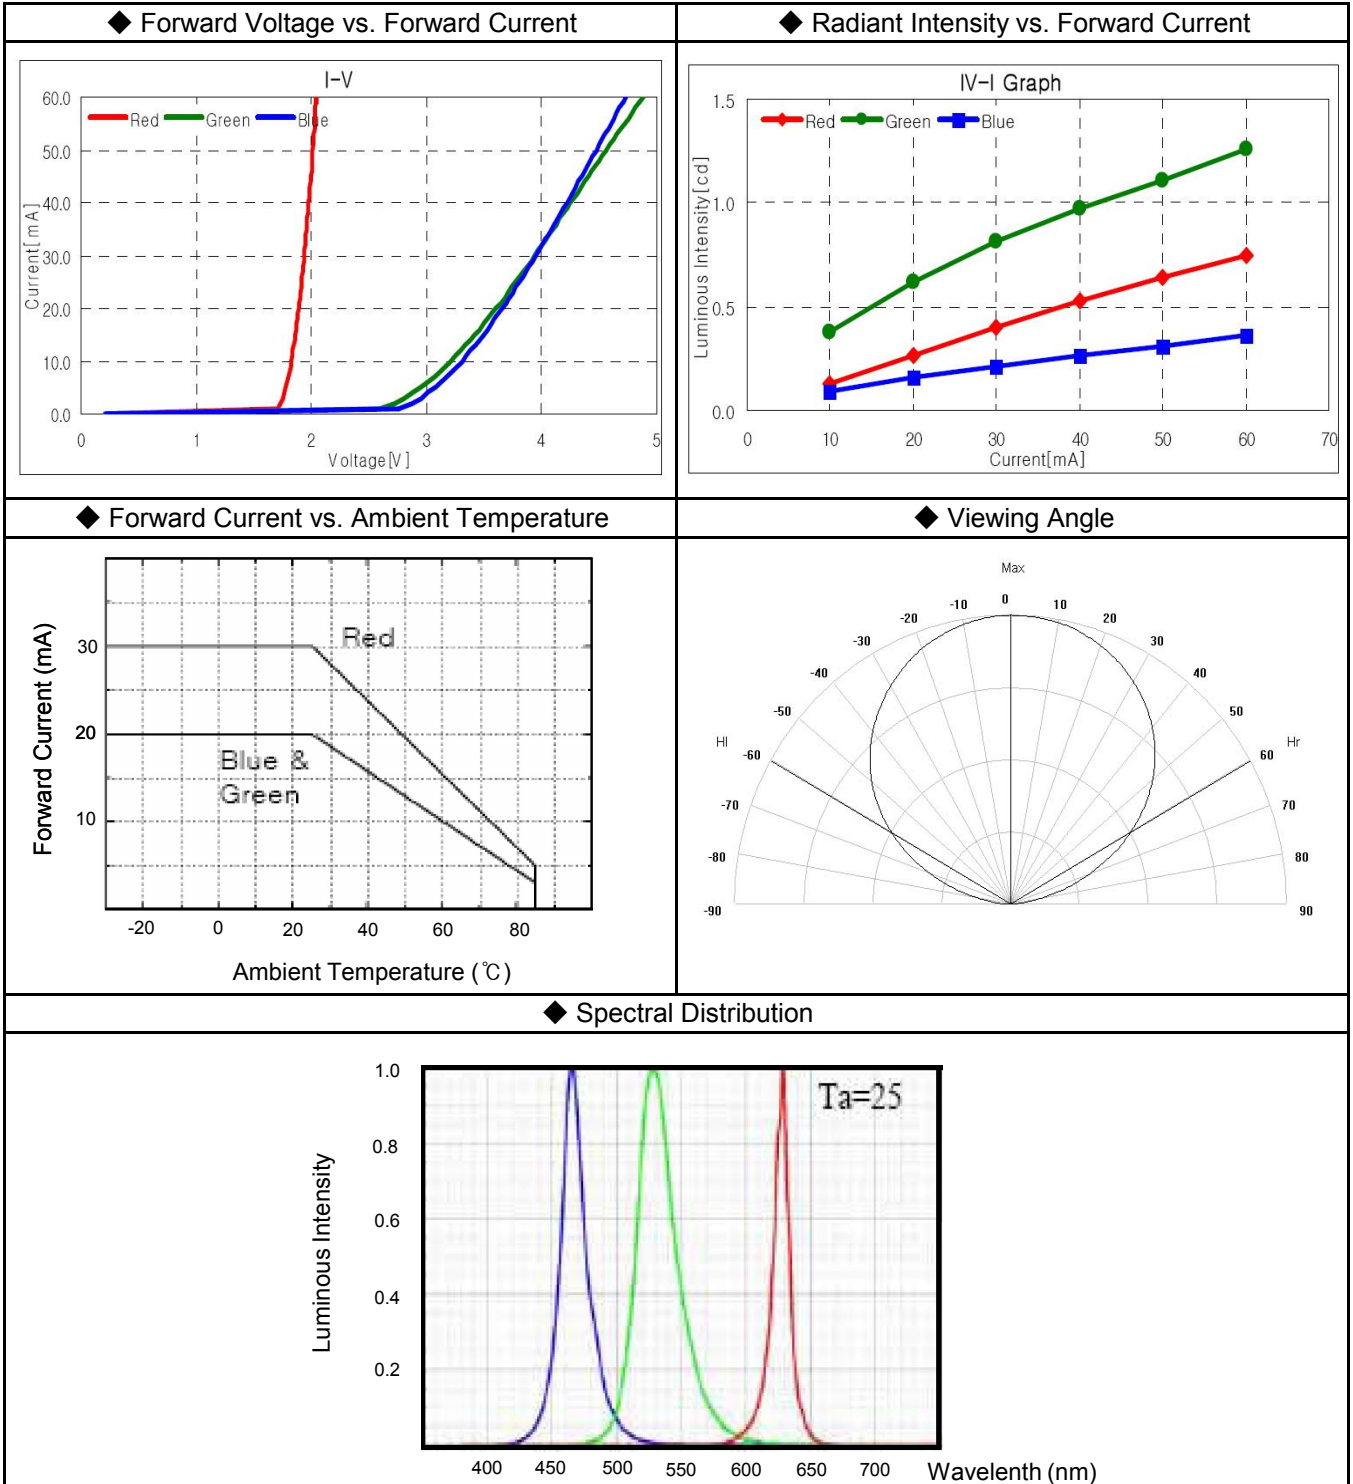 ◆ Forward Voltage vs. Forward Current
I-V
Red Green Blue
60.0
50.0
40.0
30.0
20.0
10.0
0.0
Current[mA]
0 1 2 3 4 5
Voltage[V]
◆ Radiant Intensity vs. Forward Current
IV-I Graph
Red Green Blue
1.5
1.0
0.5
0.0
Luminous Intensity[cd]
0 10 20 30 40 50 60 70
Current[mA]
◆ Forward Current vs. Ambient Temperature
Red
Blue &
Green
30
20
10
Forward Current (mA)
-20 0 20 40 60 80
Ambient Temperature (℃)
◆ Viewing Angle
Max
0
-10 10
-20 20
-30 30
-40 40
-50 50
Hl Hr
-60 60
-70 70
-80 80
-90 90
◆ Spectral Distribution
Ta=25
1.0
0.8
0.6
0.4
0.2
Luminous Intensity
400 450 500 550 600 650 700
Wavelenth (nm)